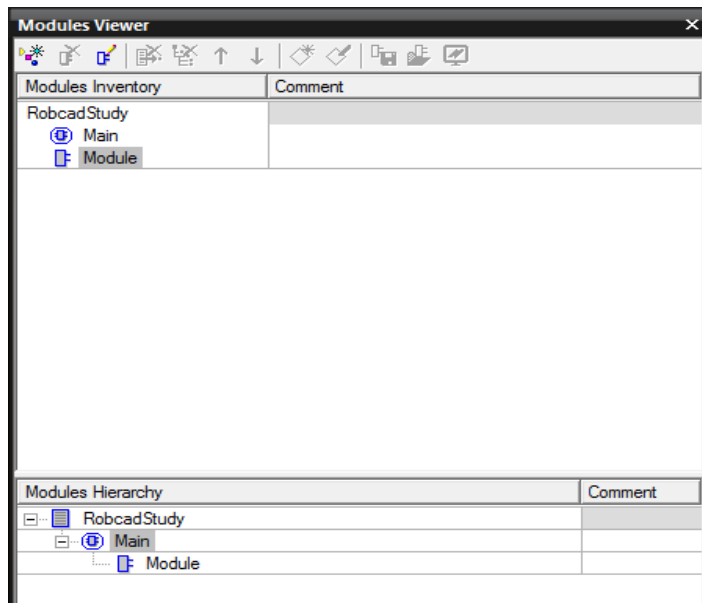 Modules Viewer
Modules Inventory Comment
RobcadStudy
Main
Module
Modules Hierarchy Comment
RobcadStudy
Main
Module